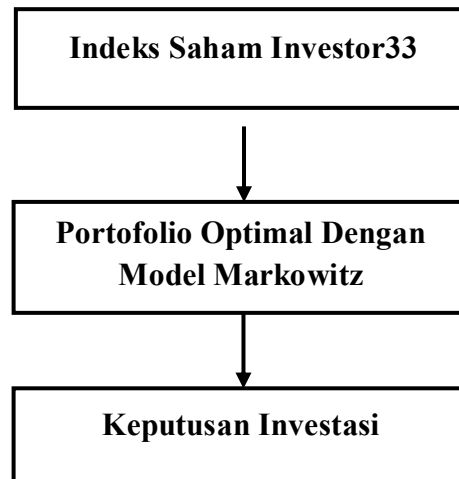 Indeks Saham Investor33
Portofolio Optimal Dengan
Model Markowitz
Keputusan Investasi